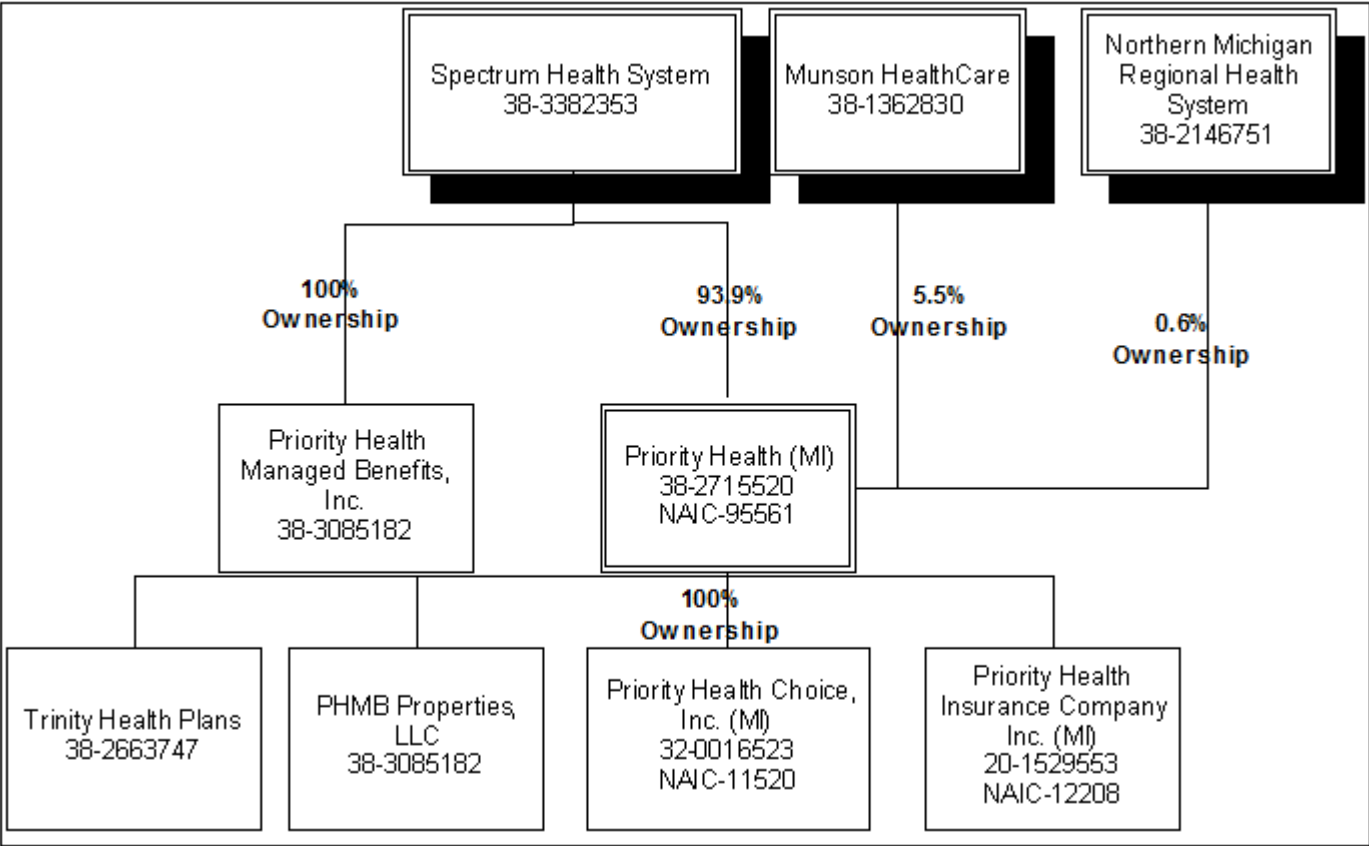 Spectrum Health System
38-3382353
Munson HealthCare
38-1362830
Northern Michigan
Regional Health
System
38-2146751
100%
Ownership
93.9%
Ownership
5.5%
Ownership
0.6%
Ownership
Priority Health
Managed Benefits,
Inc.
38-3085182
Priority Health (MI)
38-2715520
NAIC-95561
100%
Ownership
Trinity Health Plans
38-2663747
PHMB Properties,
LLC
38-3085182
Priority Health Choice,
Inc. (MI)
32-0016523
NAIC-11520
Priority Health
Insurance Company
Inc. (MI)
20-1529553
NAIC-12208